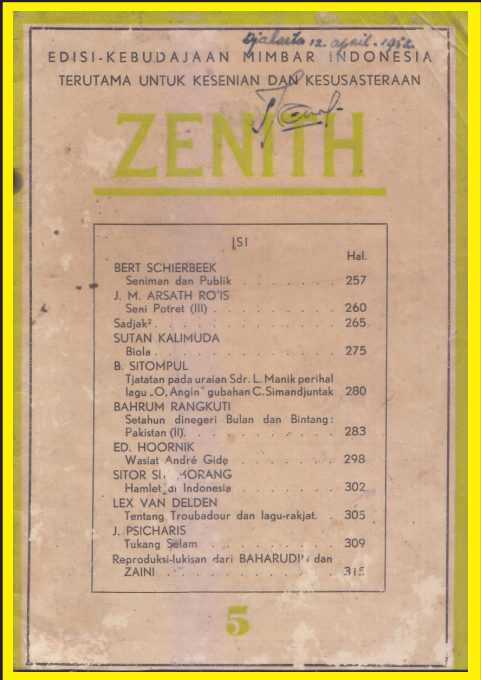 Djakarta 12. april. 1952.
EDISI-KEBUDAJAAN MIMBAR INDONESIA
TERUTAMA UNTUK KESENIAN DAN KESUSASTERAAN
ZENITH
ISI
Hal.
BERT SCHIERBEEK
Seniman dan Publik . . . . . . . . 257
J. M. ARSATH RO'IS
Seni Potret (III) . . . . . . . . . . 260
Sadjak² . . . . . . . . . . . . . . 265
SUTAN KALIMUDA
Biola . . . . . . . . . . . . . . . 275
B. SITOMPUL
Tjatatan pada uraian Sdr. L. Manik perihal
lagu „O, Angin" gubahan C. Simandjuntak 280
BAHRUM RANGKUTI
Setahun dinegeri Bulan dan Bintang:
Pakistan (II). . . . . . . . . . . . 283
ED. HOORNIK
Wasiat André Gide . . . . . . . . 298
SITOR SITUMORANG
Hamlet di Indonesia . . . . . . . . 302
LEX VAN DELDEN
Tentang Troubadour dan lagu-rakjat. . 305
J. PSICHARIS
Tukang Selam . . . . . . . . . . 309
Reproduksi-lukisan dari BAHARUDIN dan
ZAINI . . . . . . . . . . . . . 315
5